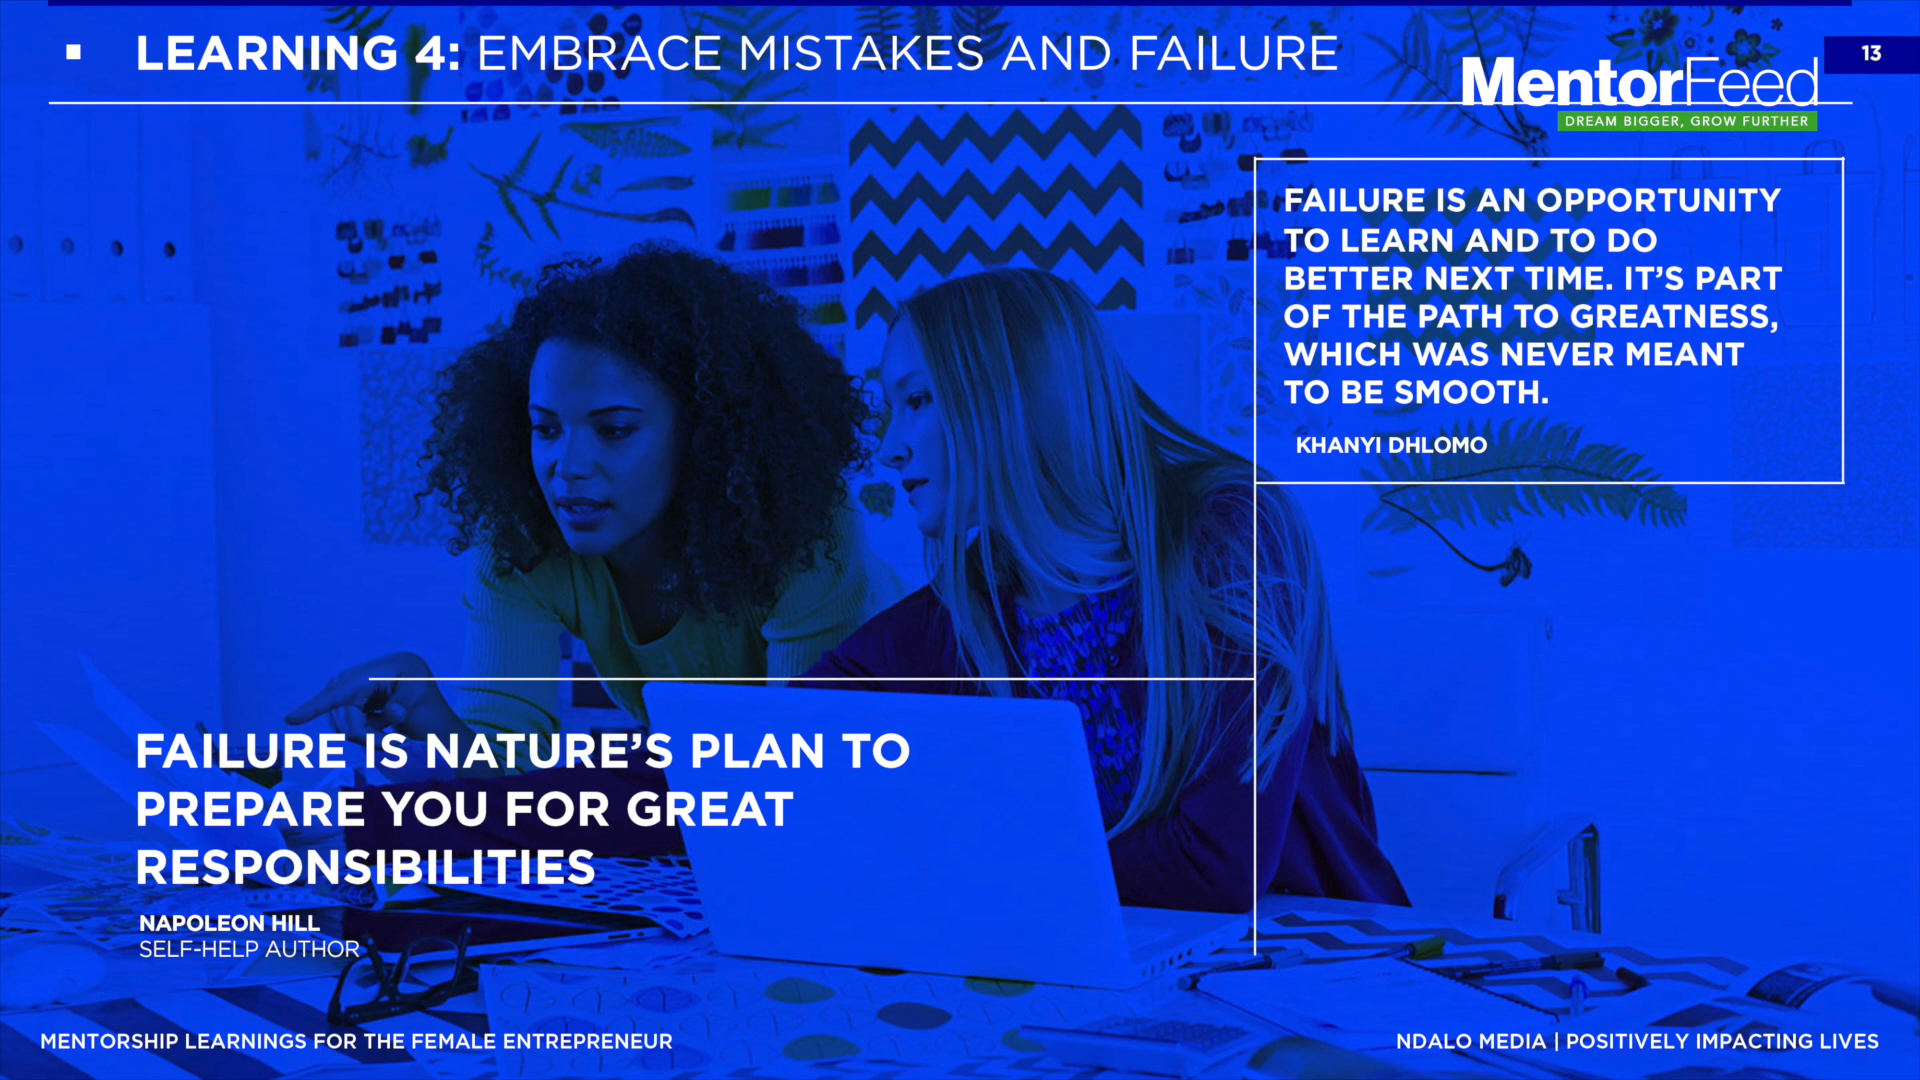 LEARNING 4: EMBRACE MISTAKES AND FAILURE
13
MentorFeed
DREAM BIGGER, GROW FURTHER
FAILURE IS AN OPPORTUNITY
TO LEARN AND TO DO
BETTER NEXT TIME. IT’S PART
OF THE PATH TO GREATNESS,
WHICH WAS NEVER MEANT
TO BE SMOOTH.
KHANYI DHLOMO
FAILURE IS NATURE’S PLAN TO
PREPARE YOU FOR GREAT
RESPONSIBILITIES
NAPOLEON HILL
SELF-HELP AUTHOR
MENTORSHIP LEARNINGS FOR THE FEMALE ENTREPRENEUR
NDALO MEDIA | POSITIVELY IMPACTING LIVES